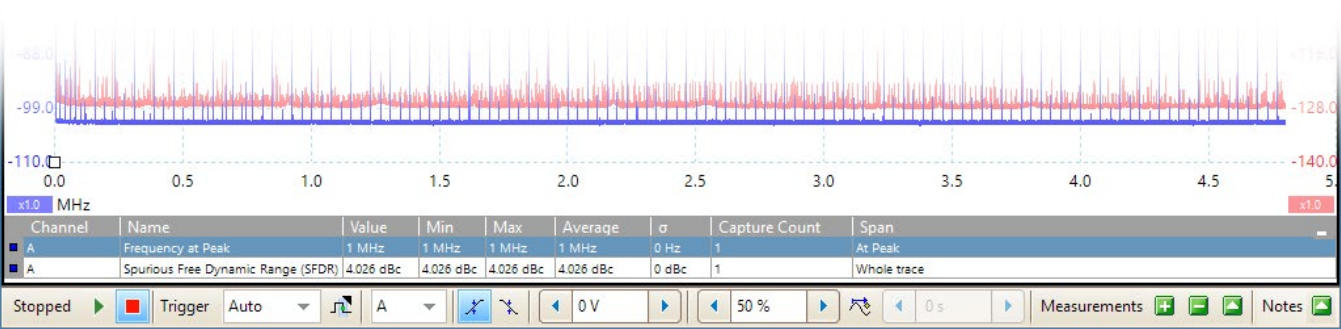 -88.0 -116.0
-99.0 -128.0
-110.0 -140.0
0.0 0.5 1.0 1.5 2.0 2.5 3.0 3.5 4.0 4.5 5.
x1.0 MHz x1.0
Channel Name Value Min Max Average σ Capture Count Span
A Frequency at Peak 1 MHz 1 MHz 1 MHz 1 MHz 0 Hz 1 At Peak
A Spurious Free Dynamic Range (SFDR) 4.026 dBc 4.026 dBc 4.026 dBc 4.026 dBc 0 dBc 1 Whole trace
Stopped Trigger Auto A 0 V 50 % 0 s Measurements Notes